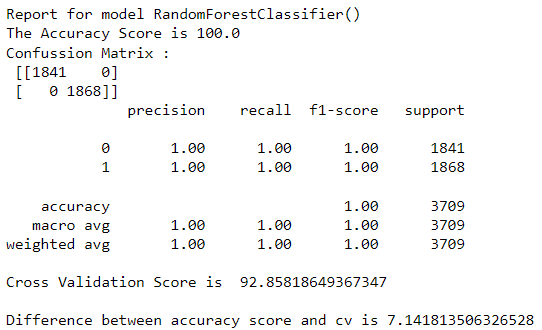 Report for model RandomForestClassifier()
The Accuracy Score is 100.0
Confussion Matrix :
[[1841    0]
[   0 1868]]
precision    recall  f1-score   support
0       1.00      1.00      1.00      1841
1       1.00      1.00      1.00      1868
accuracy                           1.00      3709
macro avg       1.00      1.00      1.00      3709
weighted avg       1.00      1.00      1.00      3709
Cross Validation Score is  92.85818649367347
Difference between accuracy score and cv is 7.141813506326528